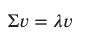 Σv = λv